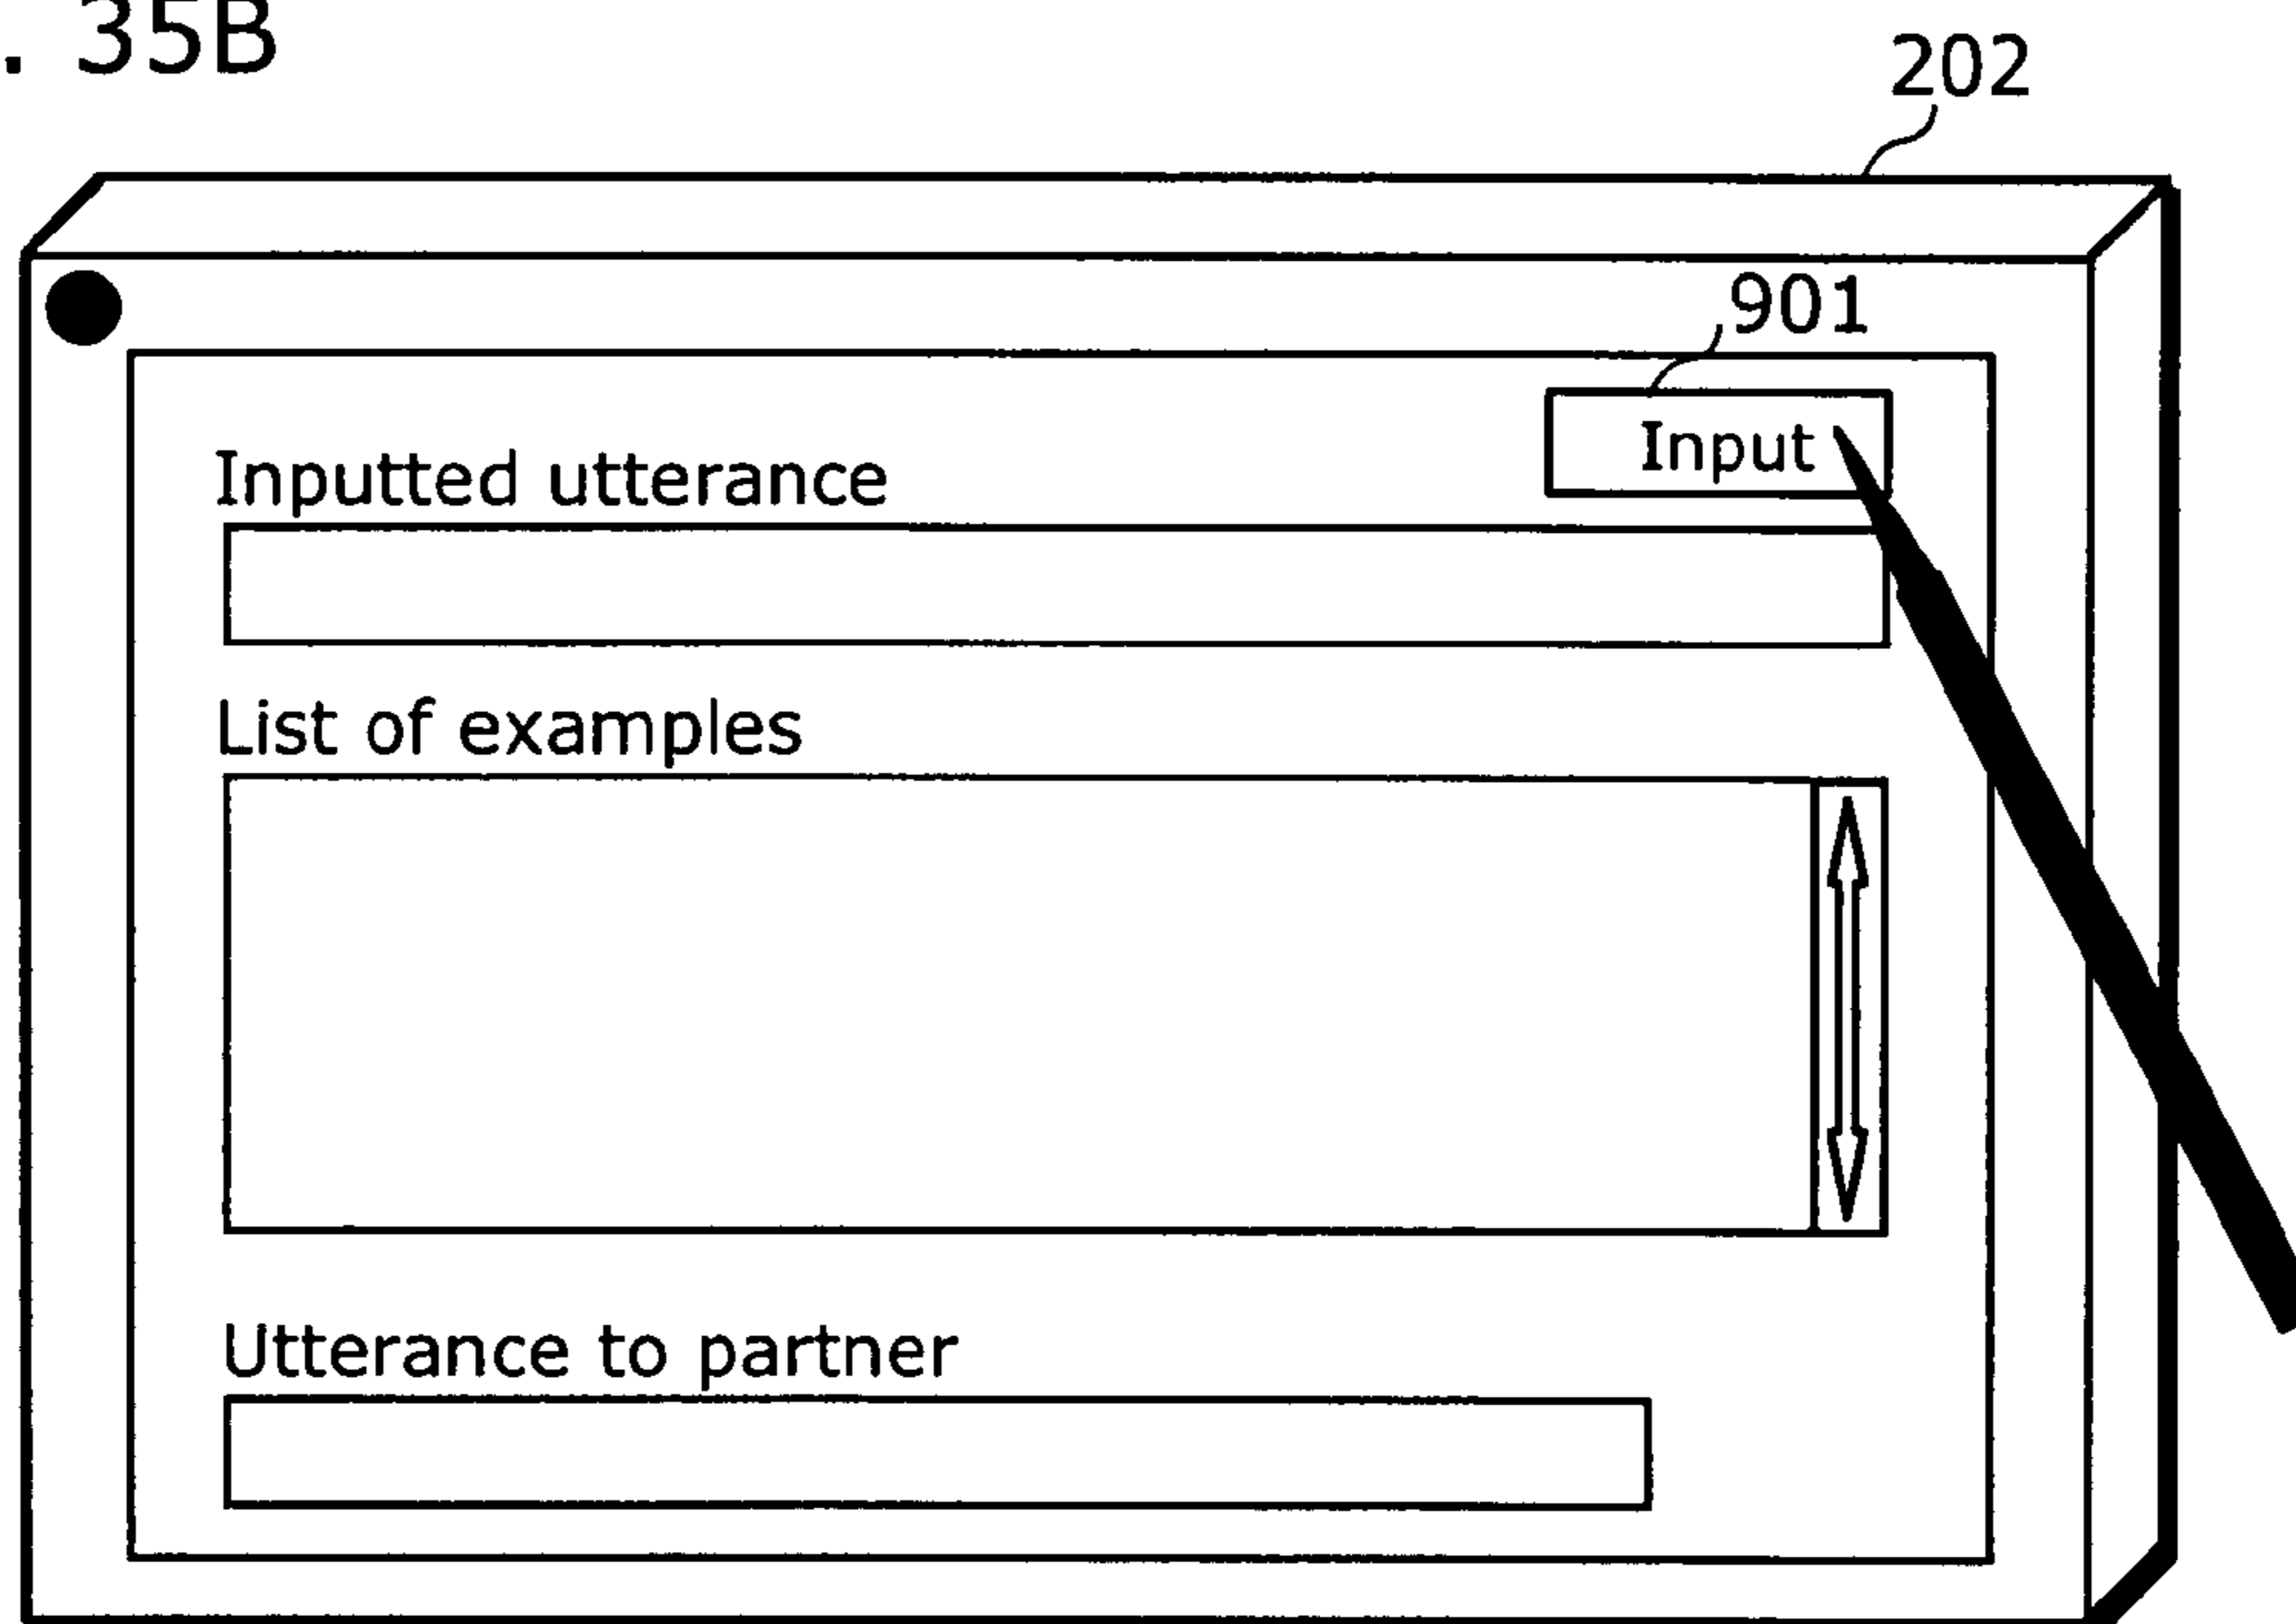 . 35B
202
901
Input
Inputted utterance
List of examples
Utterance to partner